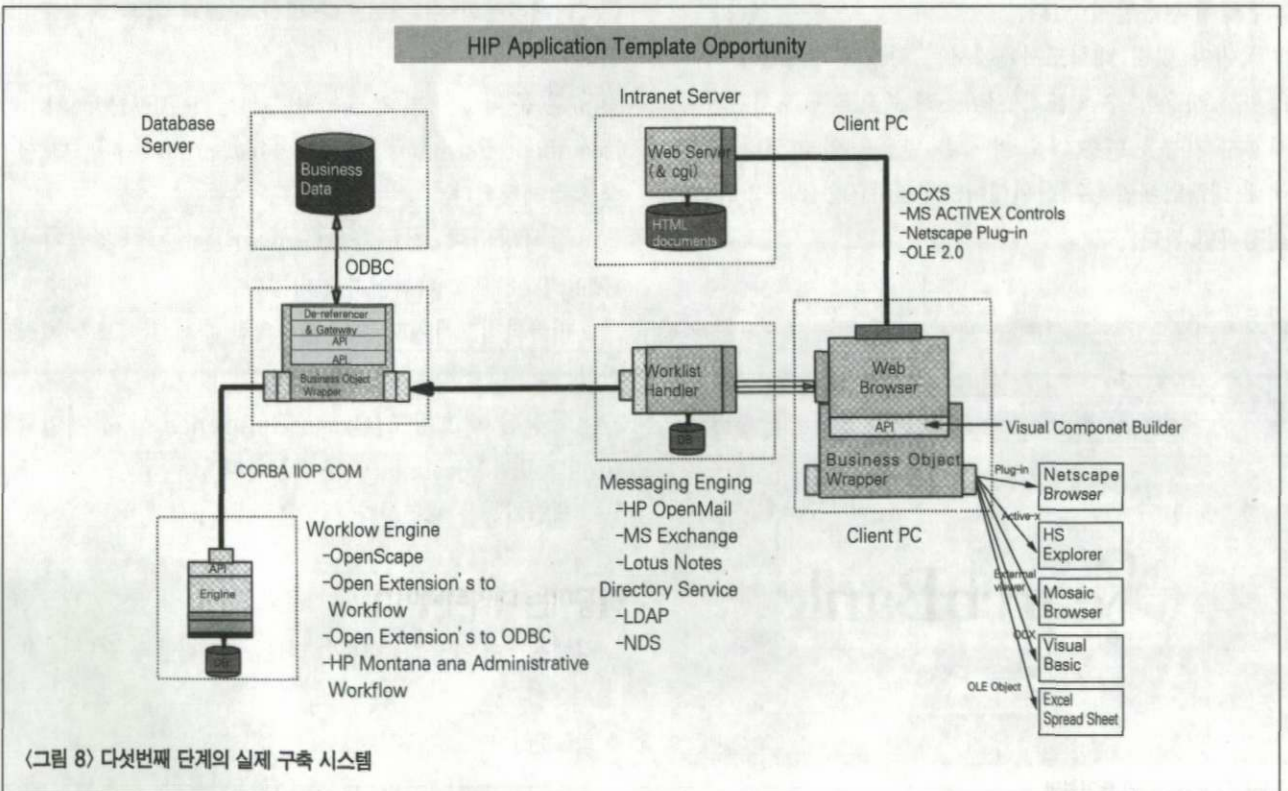 HIP Application Template Opportunity
Database
Server
Business
Data
ODBC
De-referencer
& Gateway
API
API
Business Object
Wrapper
CORBA IIOP COM
API
Engine
DB
Worklow Engine
-OpenScape
-Open Extension's to
Workflow
-Open Extension's to ODBC
-HP Montana ana Administrative
Workflow
Intranet Server
Web Server
(& cgi)
HTML
documents
Worklist
Handler
DB
Messaging Enging
-HP OpenMail
-MS Exchange
-Lotus Notes
Directory Service
-LDAP
-NDS
Client PC
-OCXS
-MS ACTIVEX Controls
-Netscape Plug-in
-OLE 2.0
Web
Browser
API
Business Object
Wrapper
Visual Componet Builder
Client PC
Plug-in
Netscape
Browser
Active-x
HS
Explorer
External
viewer
Mosaic
Browser
OCX
Visual
Basic
OLE Object
Excel
Spread Sheet
〈그림 8〉 다섯번째 단계의 실제 구축 시스템